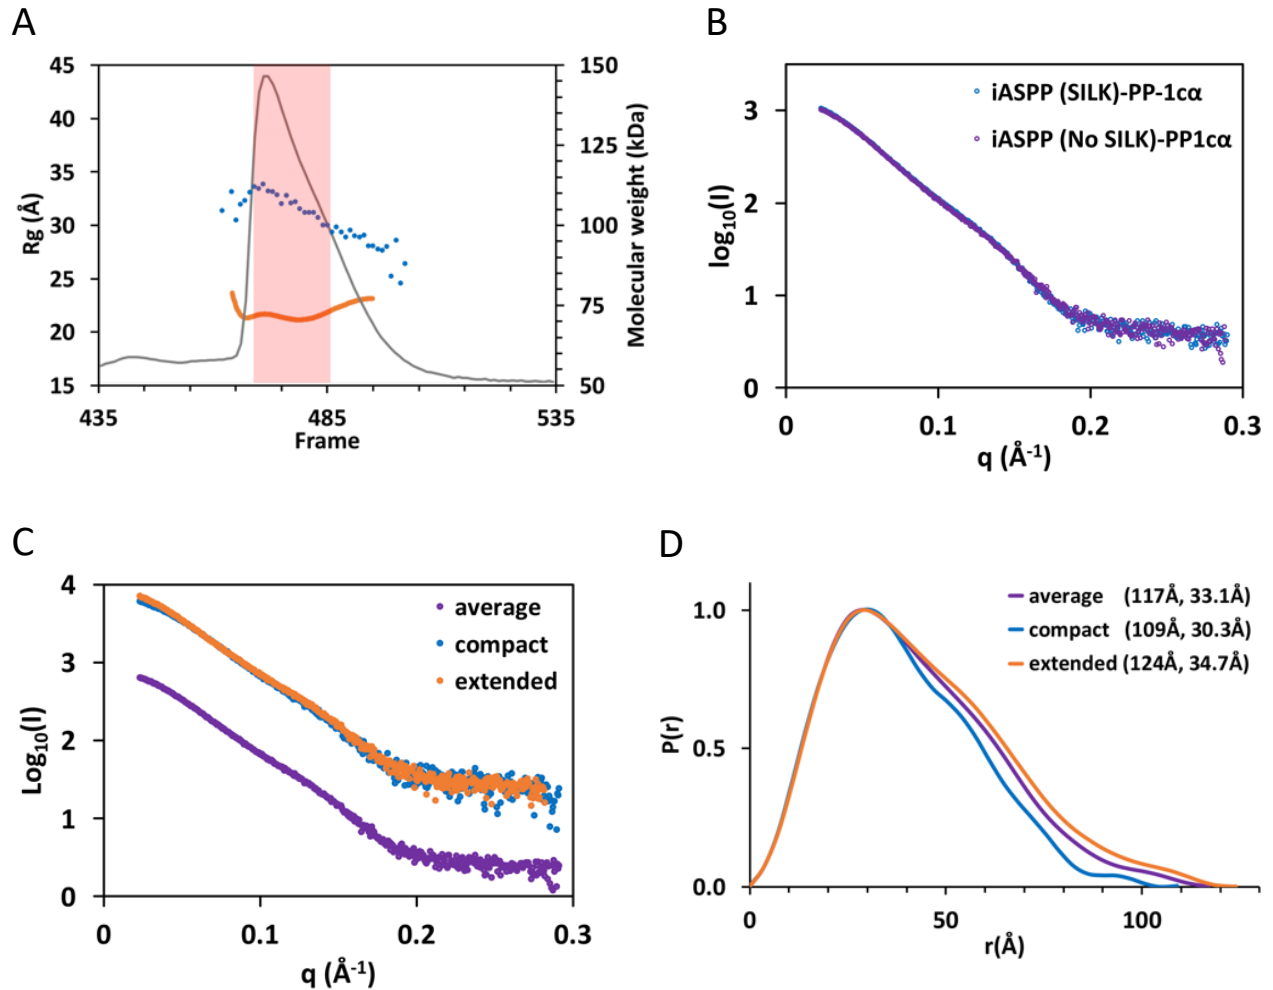 A
45
40
35
30
25
20
15
Rg (Å)
150
125
100
75
50
Molecular weight (kDa)
435
485
535
Frame
B
iASPP (SILK)-PP-1cα
iASPP (No SILK)-PP1cα
3
2
1
0
log10(I)
0
0.1
0.2
0.3
q (Å-1)
C
4
3
2
1
0
Log10(I)
average
compact
extended
0
0.1
0.2
0.3
q (Å-1)
D
average (117Å, 33.1Å)
compact (109Å, 30.3Å)
extended (124Å, 34.7Å)
1.0
0.5
0.0
P(r)
0
50
100
r(Å)